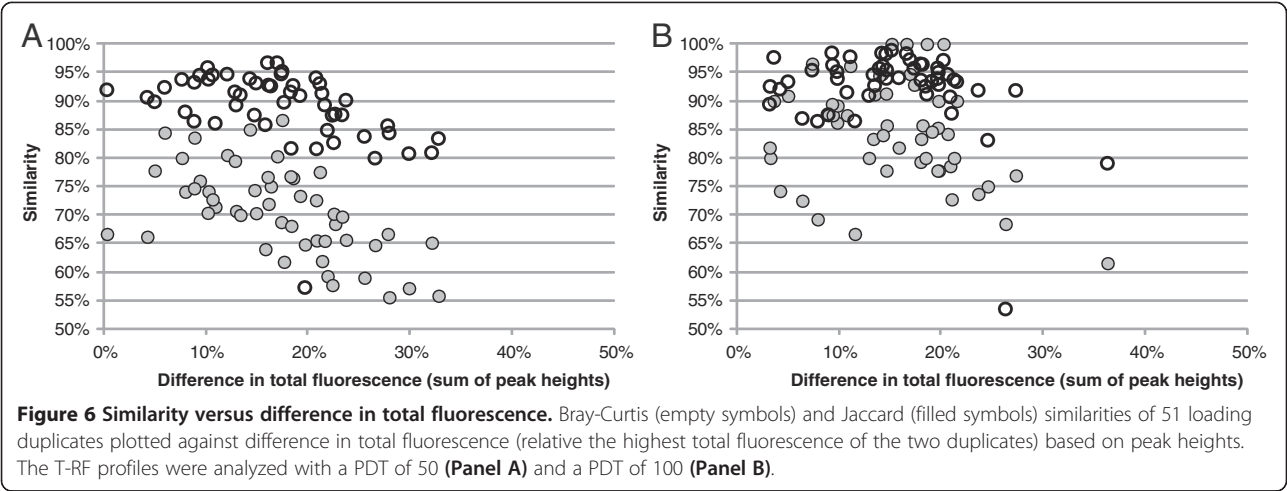 A
100%
95%
90%
85%
80%
75%
70%
65%
60%
55%
50%
Similarity
0% 10% 20% 30% 40% 50%
Difference in total fluorescence (sum of peak heights)
B
100%
95%
90%
85%
80%
75%
70%
65%
60%
55%
50%
Similarity
0% 10% 20% 30% 40% 50%
Difference in total fluorescence (sum of peak heights)
Figure 6 Similarity versus difference in total fluorescence. Bray-Curtis (empty symbols) and Jaccard (filled symbols) similarities of 51 loading
duplicates plotted against difference in total fluorescence (relative the highest total fluorescence of the two duplicates) based on peak heights.
The T-RF profiles were analyzed with a PDT of 50 (Panel A) and a PDT of 100 (Panel B).